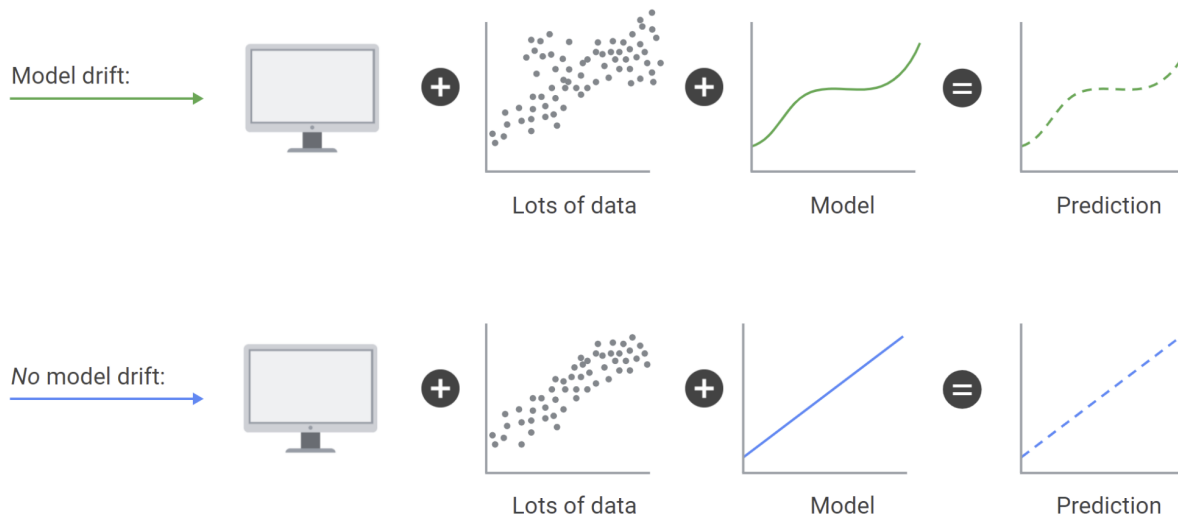 Model drift:
+
+
=
Lots of data
Model
Prediction
No model drift:
+
+
=
Lots of data
Model
Prediction